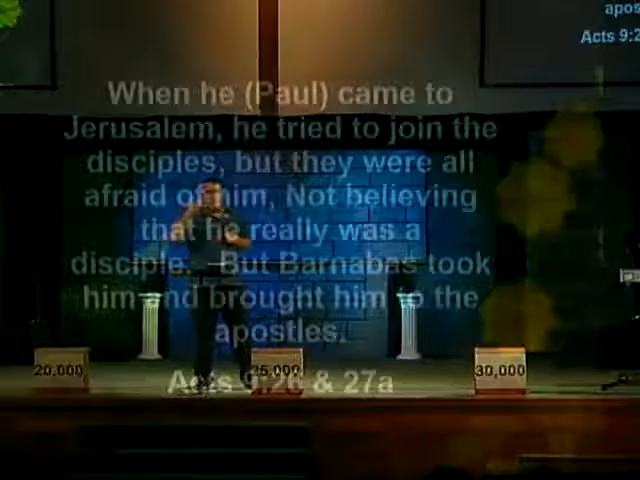 apos
Acts 9:2
When he (Paul) came to
Jerusalem, he tried to join the
disciples, but they were all
afraid of him, Not believing
that he really was a
disciple. But Barnabas took
him and brought him to the
apostles.
Acts 9:26 & 27a
20,000
25,000
30,000